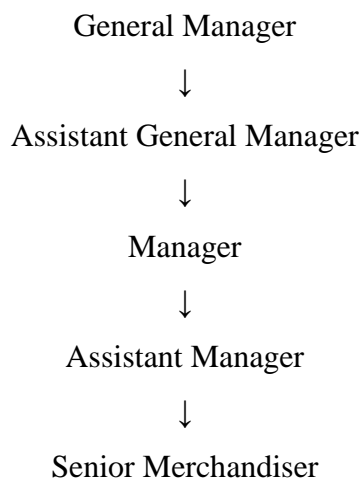 General Manager
↓
Assistant General Manager
↓
Manager
↓
Assistant Manager
↓
Senior Merchandiser